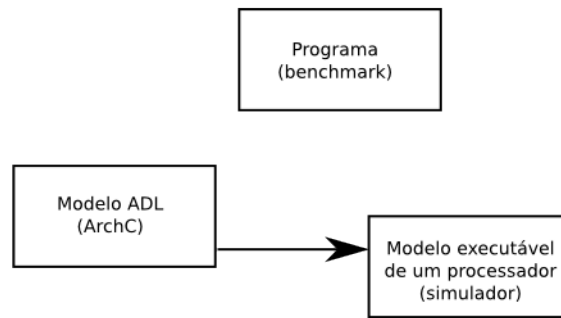 Programa
(benchmark)
Modelo ADL
(ArchC)
Modelo executável
de um processador
(simulador)